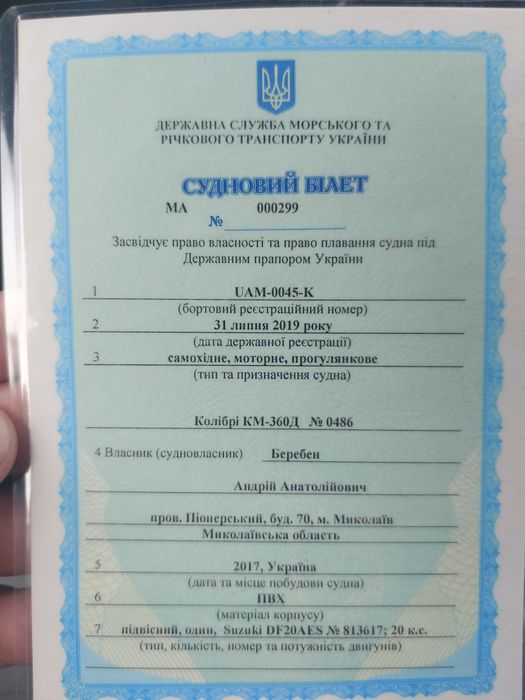 ДЕРЖАВНА СЛУЖБА МОРСЬКОГО ТА
РІЧКОВОГО ТРАНСПОРТУ УКРАЇНИ
СУДНОВИЙ БІЛЕТ
МА 000299
№
Засвідчує право власності та право плавання судна під
Державним прапором України
1 UAM-0045-K
(бортовий реєстраційний номер)
2 31 липня 2019 року
(дата державної реєстрації)
3 самохідне, моторне, прогулянкове
(тип та призначення судна)
Колібрі КМ-360Д № 0486
4 Власник (судновласник) Беребен
Андрій Анатолійович
пров. Піонерський, буд. 70, м. Миколаїв
Миколаївська область
5 2017, Україна
(дата та місце побудови судна)
6 ПВХ
(матеріал корпусу)
7 підвісний, один, Suzuki DF20AES № 813617; 20 к.с.
(тип, кількість, номер та потужність двигунів)